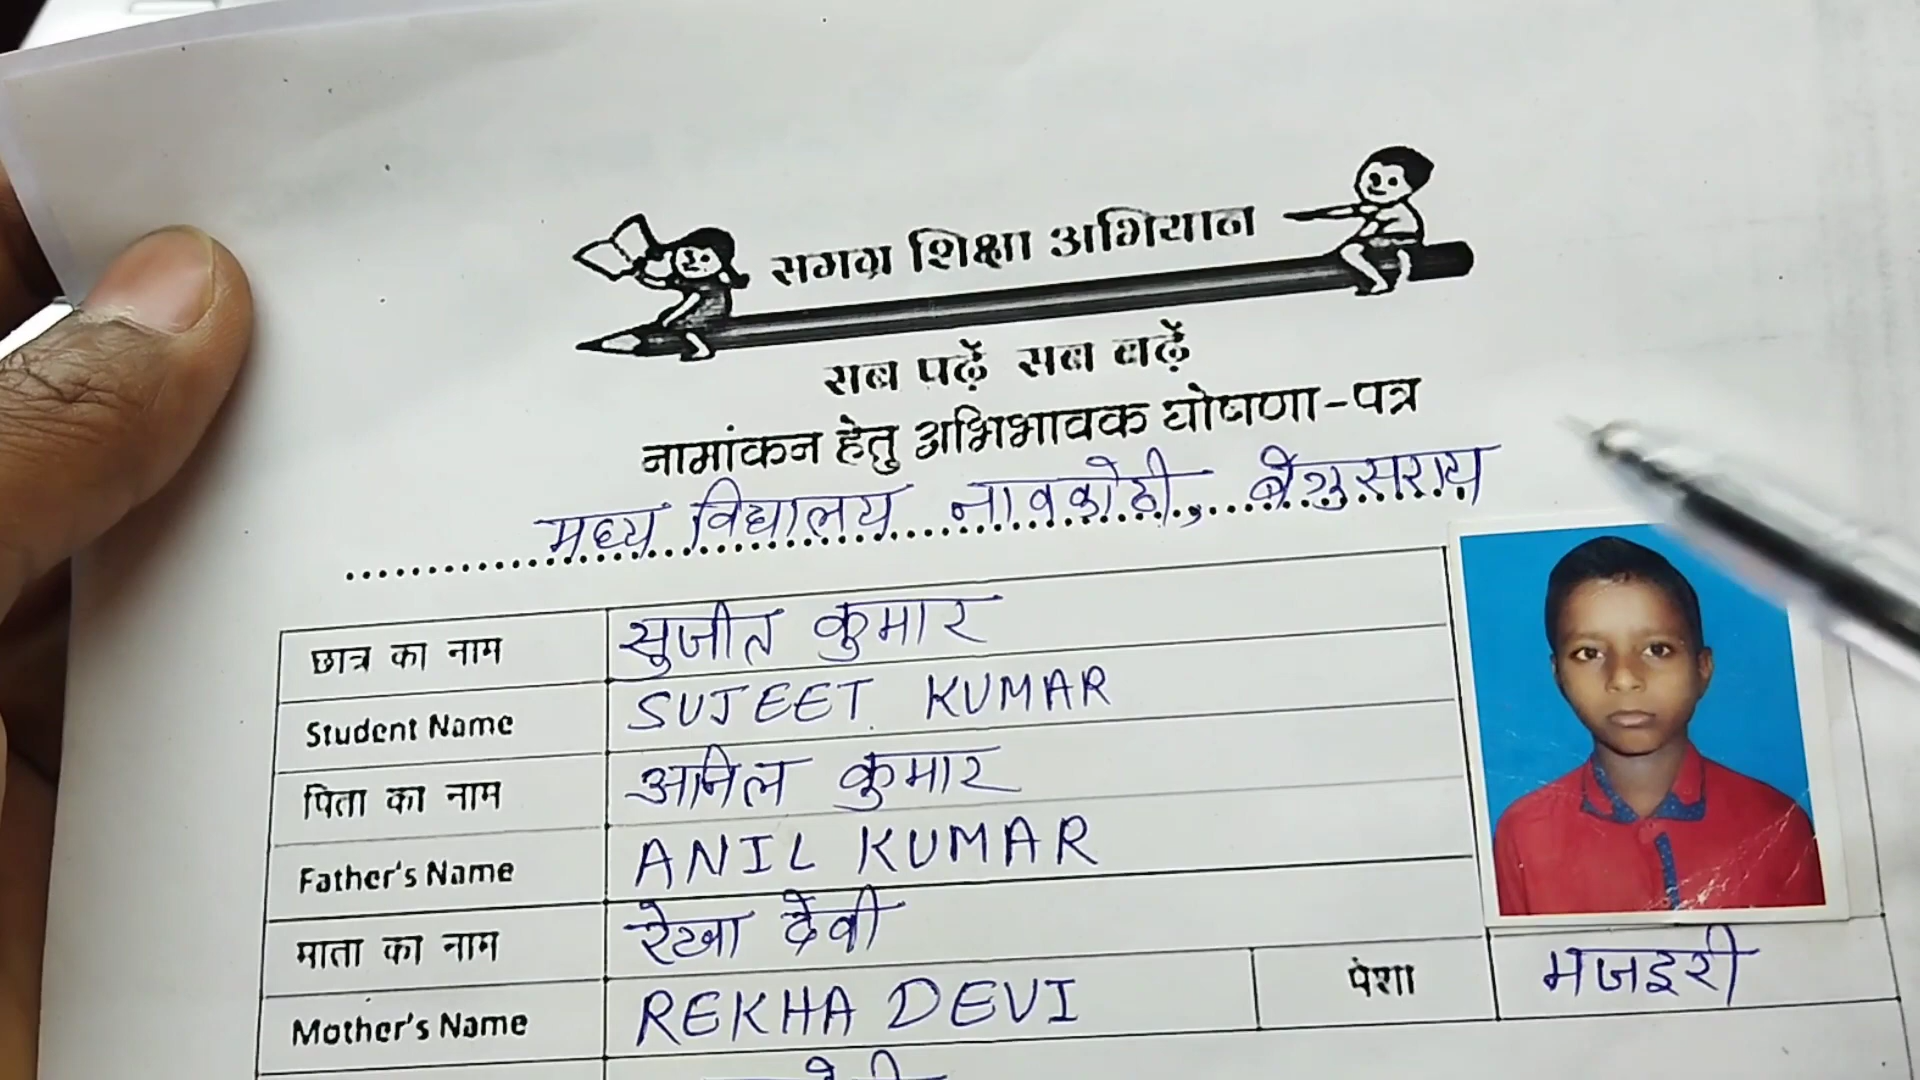 समग्र शिक्षा अभियान
सब पढ़ें सब बढ़ें
नामांकन हेतु अभिभावक घोषणा-पत्र
मध्य विद्यालय नावकोठी, बेगुसराय
छात्र का नाम सुजीत कुमार
Student Name SUJEET KUMAR
पिता का नाम अनिल कुमार
Father's Name ANIL KUMAR
माता का नाम रेखा देवी
Mother's Name REKHA DEVI पेशा मजदूरी